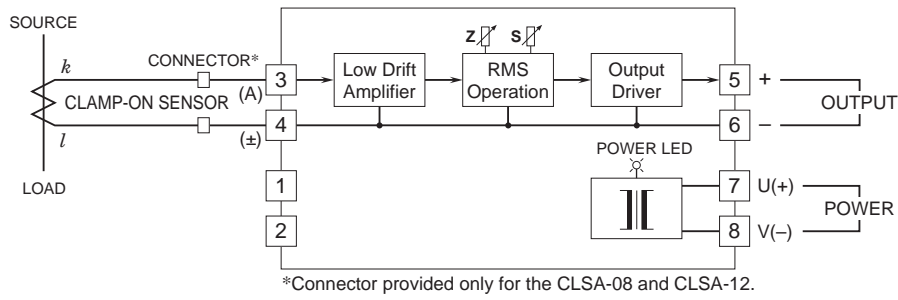 SOURCE
k
CONNECTOR*
3
(A)
CLAMP-ON SENSOR
l
4
(±)
LOAD
1
2
Z
S
Low Drift
Amplifier
RMS
Operation
Output
Driver
5
+
OUTPUT
6
–
POWER LED
7
U(+)
POWER
8
V(–)
*Connector provided only for the CLSA-08 and CLSA-12.